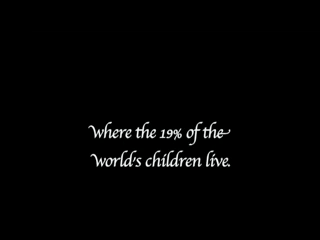 where the 19% of the
world's children live.